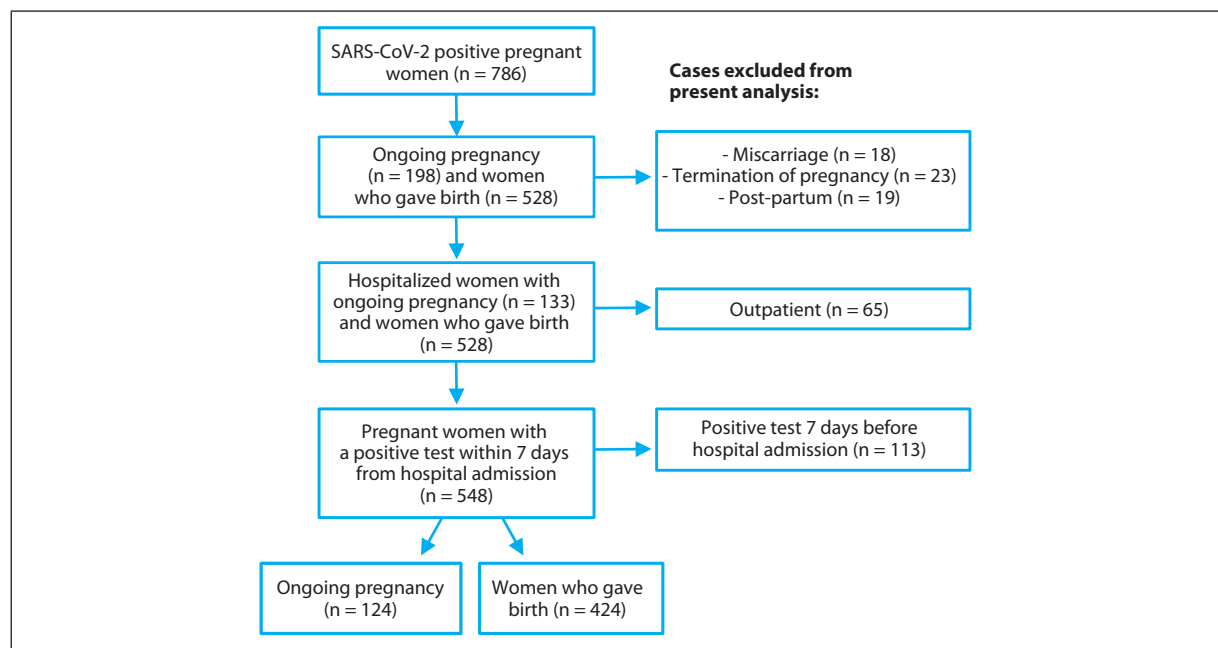 SARS-CoV-2 positive pregnant
women (n = 786)
Cases excluded from
present analysis:
Ongoing pregnancy
(n = 198) and women
who gave birth (n = 528)
- Miscarriage (n = 18)
- Termination of pregnancy (n = 23)
- Post-partum (n = 19)
Hospitalized women with
ongoing pregnancy (n = 133)
and women who gave birth
(n = 528)
Outpatient (n = 65)
Pregnant women with
a positive test within 7 days
from hospital admission
(n = 548)
Positive test 7 days before
hospital admission (n = 113)
Ongoing pregnancy
(n = 124)
Women who gave
birth (n = 424)